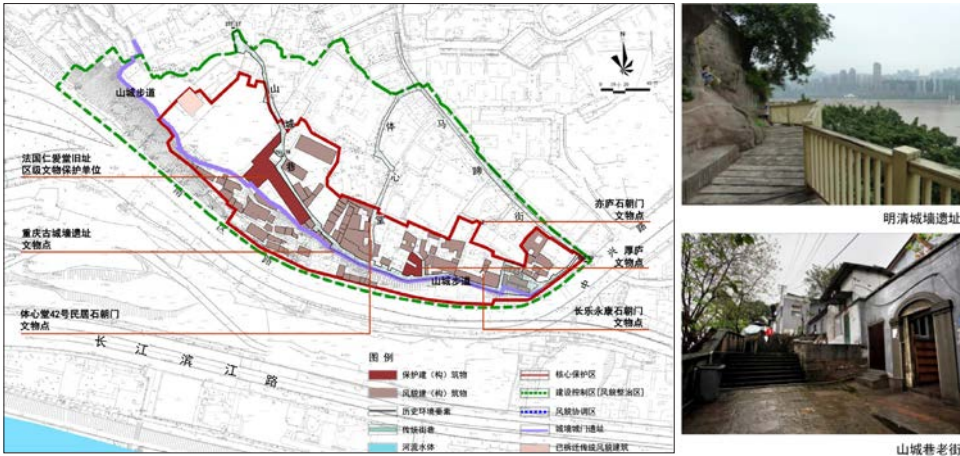 N
山城步道
山城巷
体心堂
马蹄街
中兴路
南区路
法国仁爱堂旧址
区级文物保护单位
重庆古城墙遗址
文物点
体心堂42号民居石朝门
文物点
亦庐石朝门
文物点
厚庐
文物点
山城步道
长乐永康石朝门
文物点
长江滨江路
图 例
保护建（构）筑物
风貌建（构）筑物
历史环境要素
传统街巷
河流水体
核心保护区
建设控制区[风貌整治区]
风貌协调区
城墙城门遗址
已拆迁传统风貌建筑
明清城墙遗址
山城巷老街